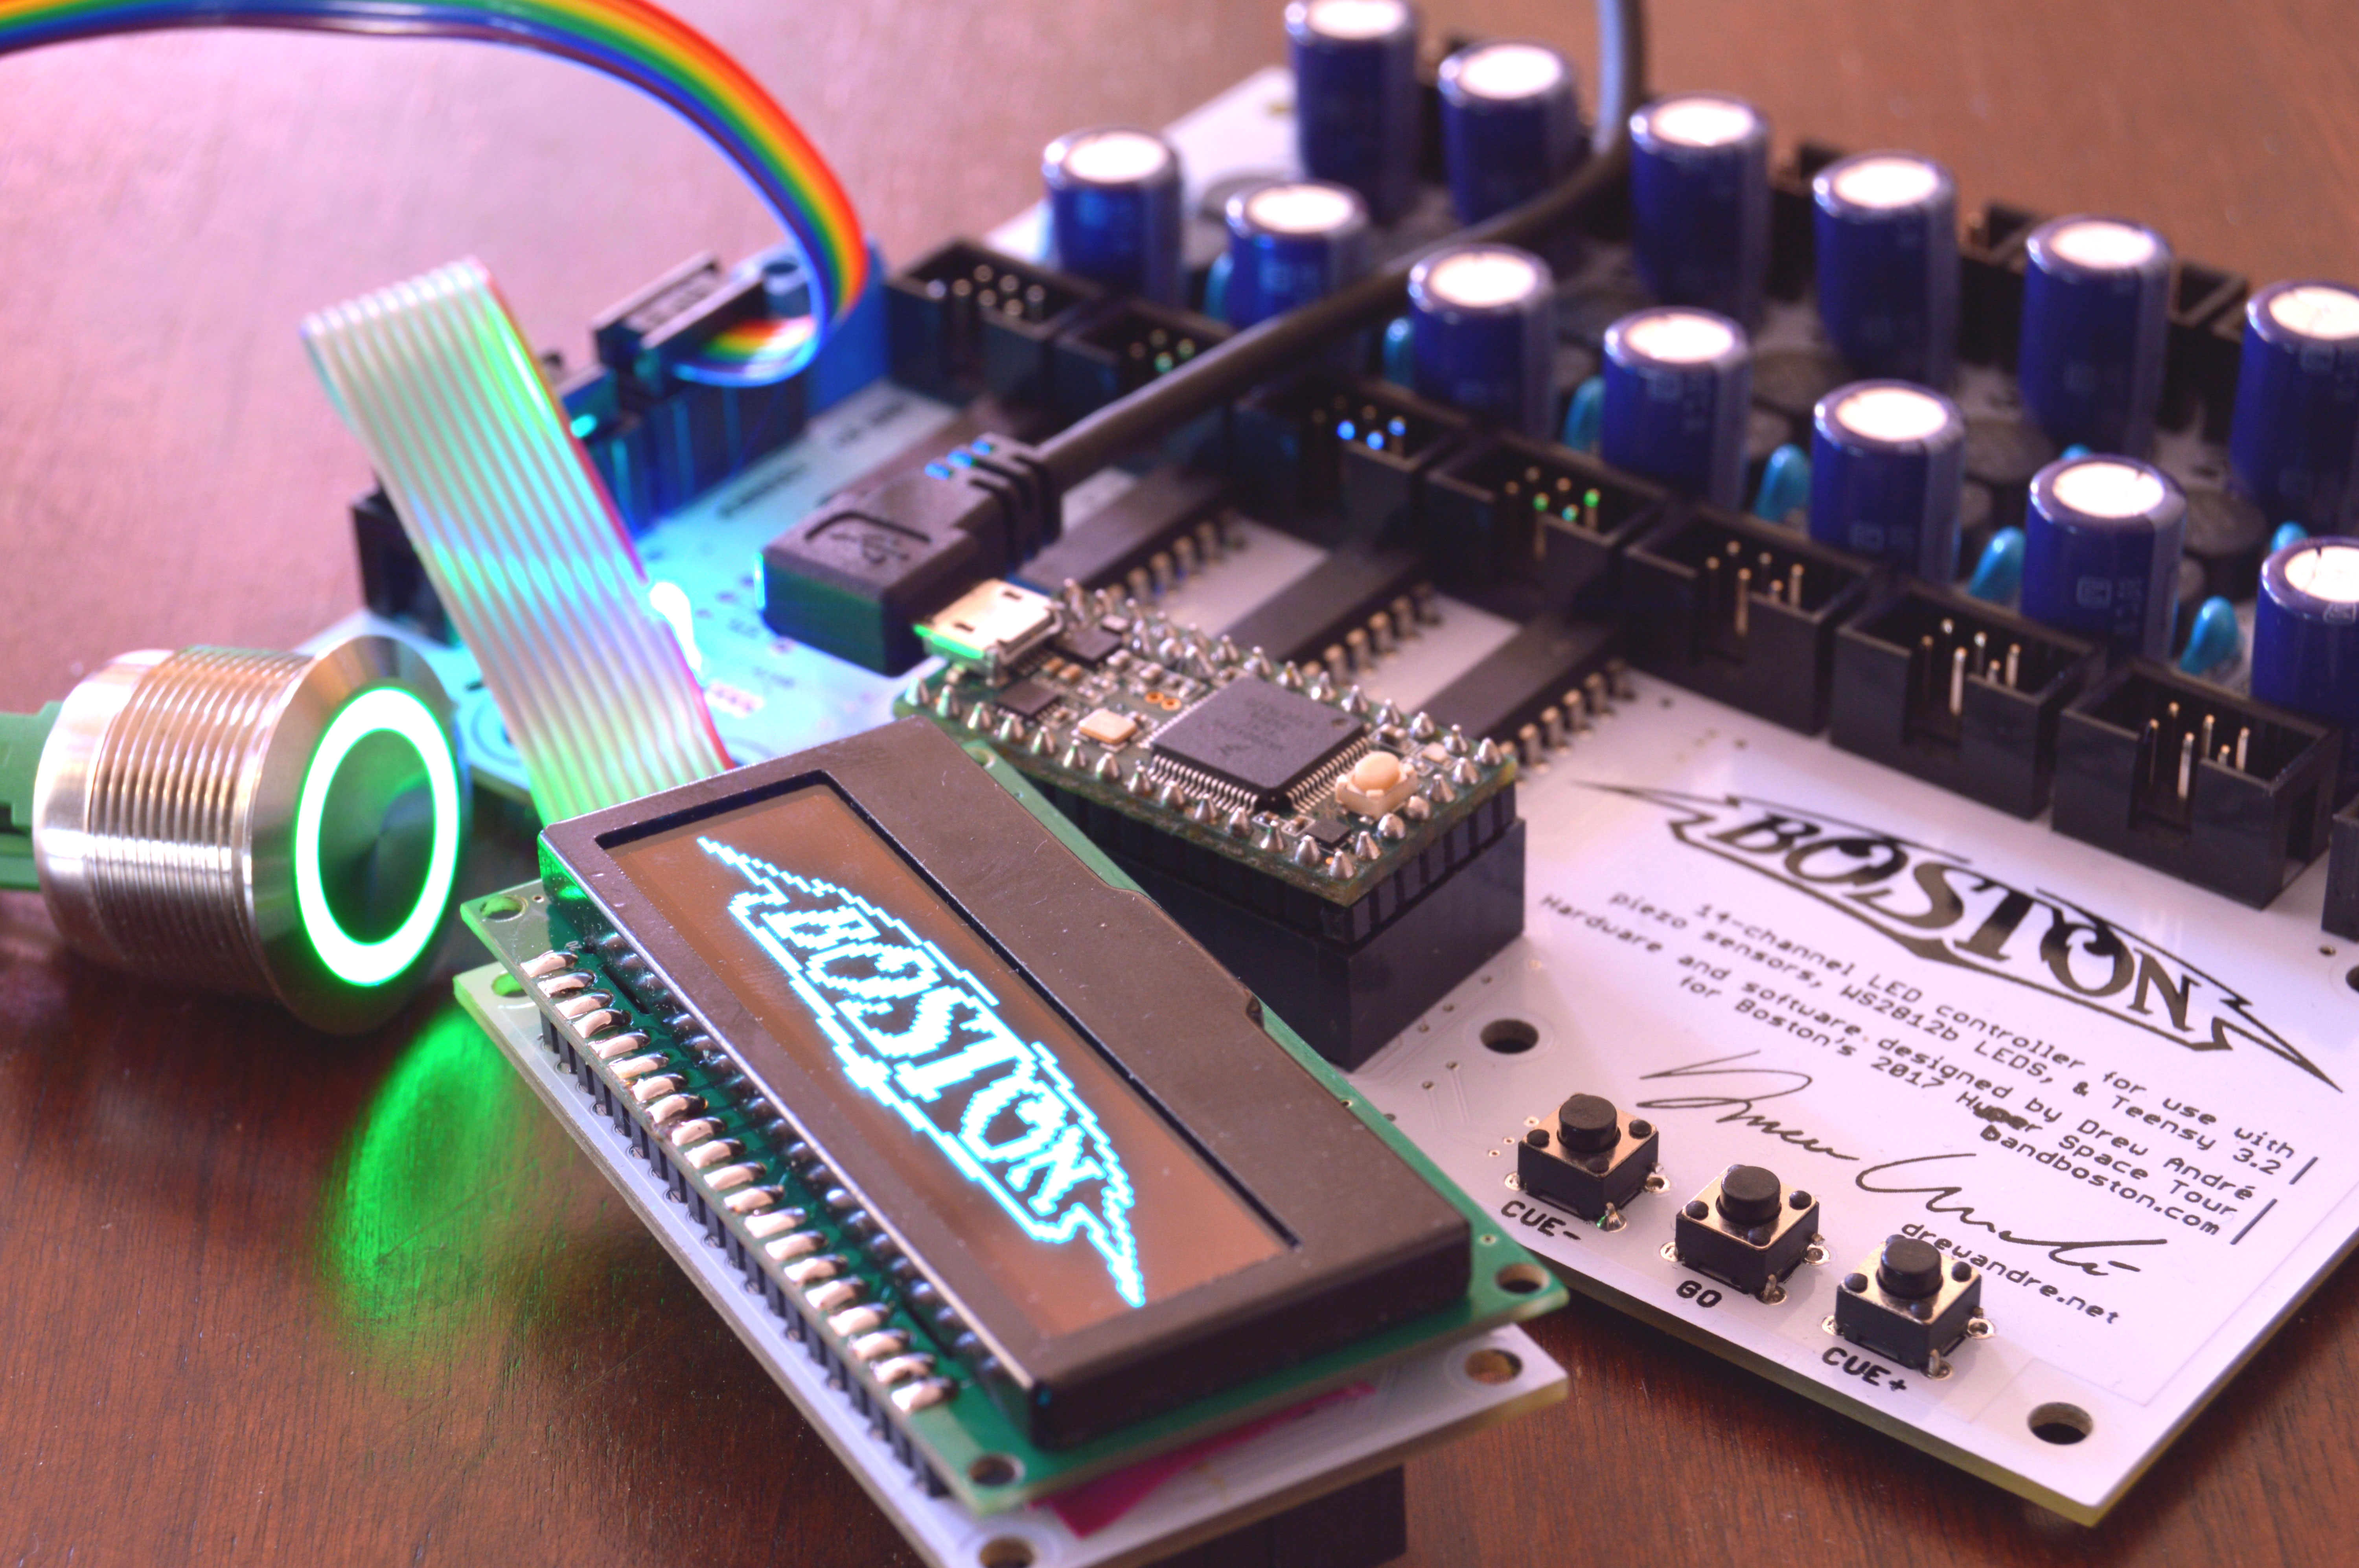 BOSTON
BOSTON
14-channel LED controller for use with
piezo sensors, WS2812b LEDS, & Teensy 3.2
Hardware and software designed by Drew André
for Boston's 2017 Hyper Space Tour
bandboston.com
drewandre.net
CUE-
GO
CUE+